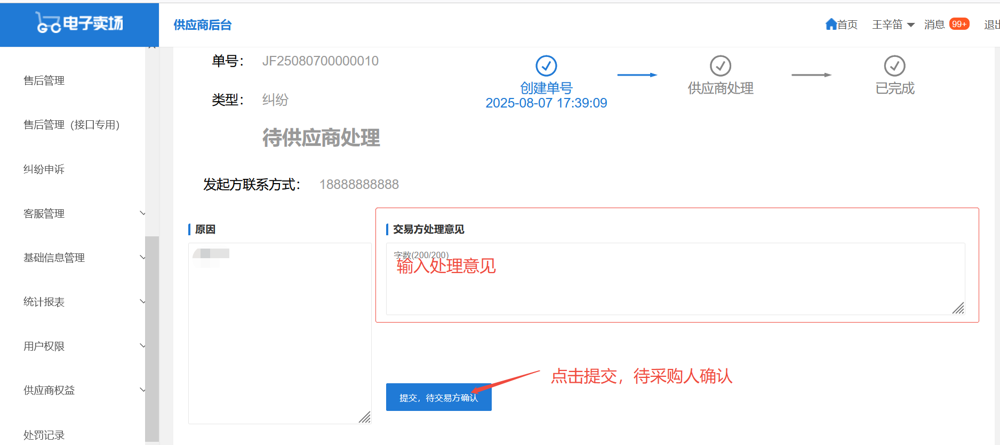 GO电子卖场
供应商后台
首页
王辛笛
消息
99+
退出
售后管理
售后管理（接口专用）
纠纷申诉
客服管理
基础信息管理
统计报表
用户权限
供应商权益
处罚记录
单号：
JF25080700000010
类型：
纠纷
待供应商处理
创建单号
2025-08-07 17:39:09
供应商处理
已完成
发起方联系方式：
18888888888
原因
交易方处理意见
字数(200/200)
输入处理意见
点击提交，待采购人确认
提交，待交易方确认